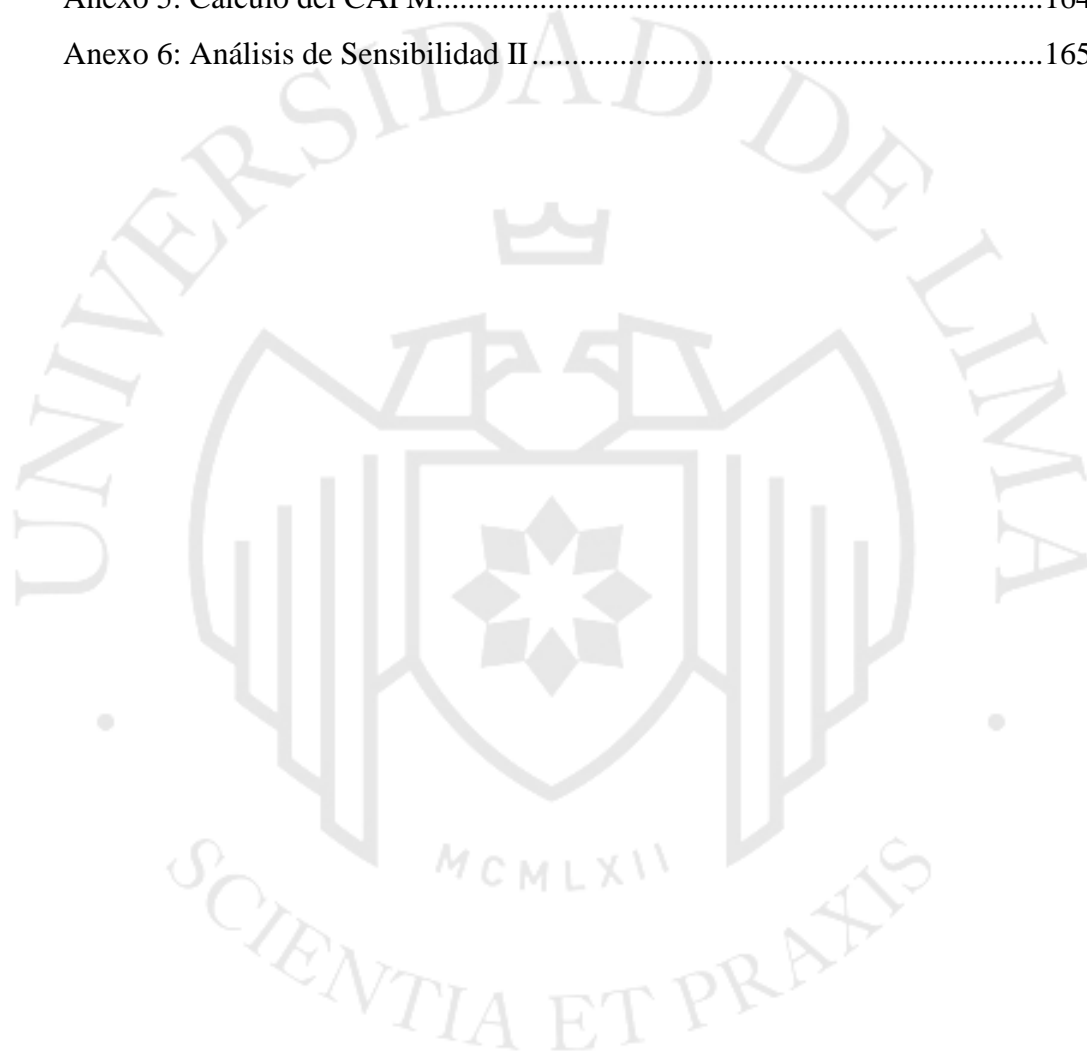 Anexo 5: Cálculo del CAPM....................................................................................164
Anexo 6: Análisis de Sensibilidad II..................................................................165
UNIVERSIDAD DE LIMA
MCMLXII
SCIENTIA ET PRAXIS